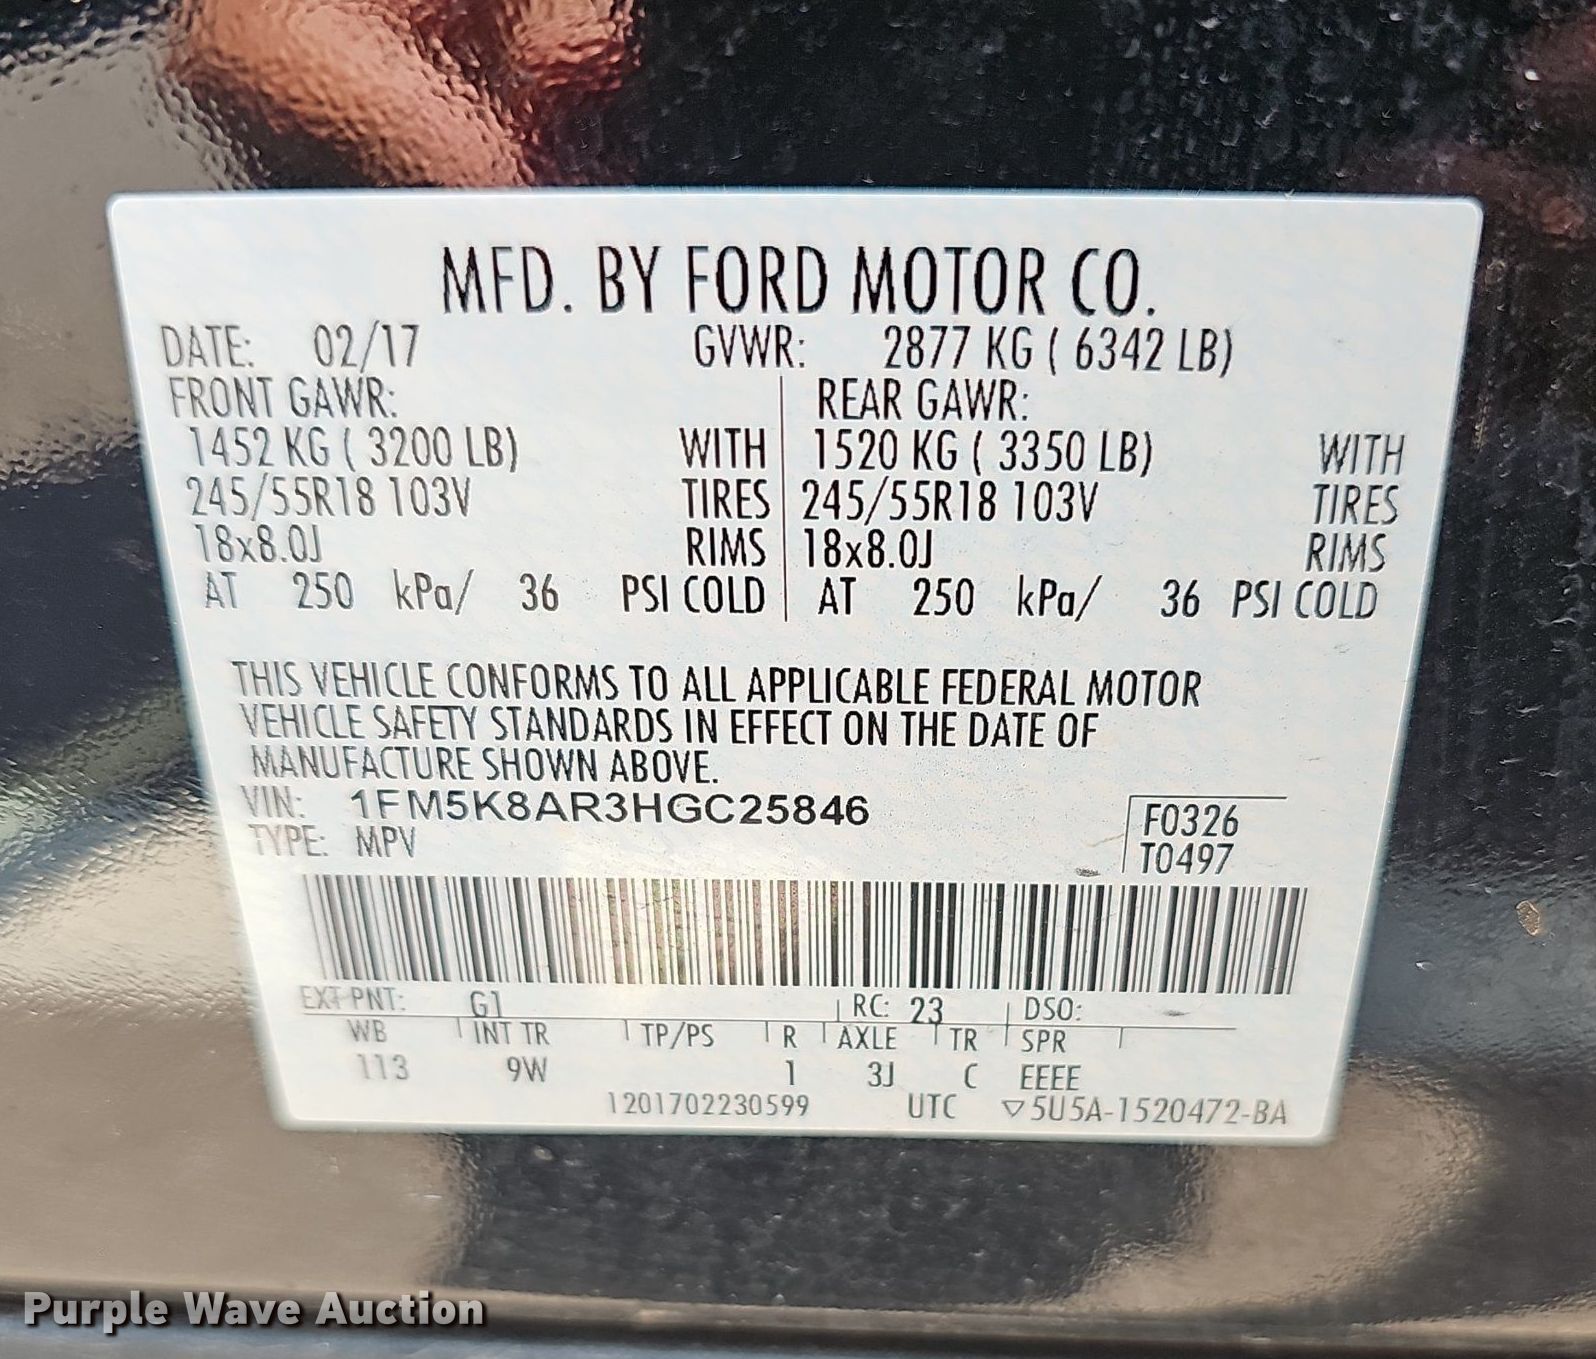 MFD. BY FORD MOTOR CO.
DATE: 02/17 GVWR: 2877 KG ( 6342 LB)
FRONT GAWR: REAR GAWR:
1452 KG ( 3200 LB) WITH 1520 KG ( 3350 LB) WITH
245/55R18 103V TIRES 245/55R18 103V TIRES
18x8.0J RIMS 18x8.0J RIMS
AT 250 kPa/ 36 PSI COLD AT 250 kPa/ 36 PSI COLD
THIS VEHICLE CONFORMS TO ALL APPLICABLE FEDERAL MOTOR
VEHICLE SAFETY STANDARDS IN EFFECT ON THE DATE OF
MANUFACTURE SHOWN ABOVE.
VIN: 1FM5K8AR3HGC25846 F0326
TYPE: MPV T0497
EXT PNT: G1 RC: 23 DSO:
WB INT TR TP/PS R AXLE TR SPR
113 9W 1 3J C EEEE
1201702230599 UTC ▽5U5A-1520472-BA
Purple Wave Auction